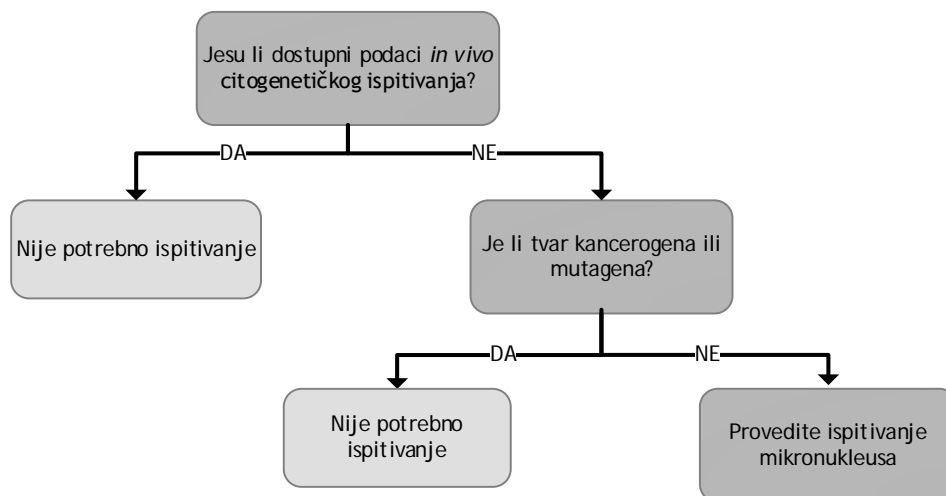 Jesu li dostupni podaci in vivo
citogenetičkog ispitivanja?
DA
NE
Nije potrebno ispitivanje
Je li tvar kancerogena ili
mutagena?
DA
NE
Nije potrebno
ispitivanje
Provedite ispitivanje
mikronukleusa